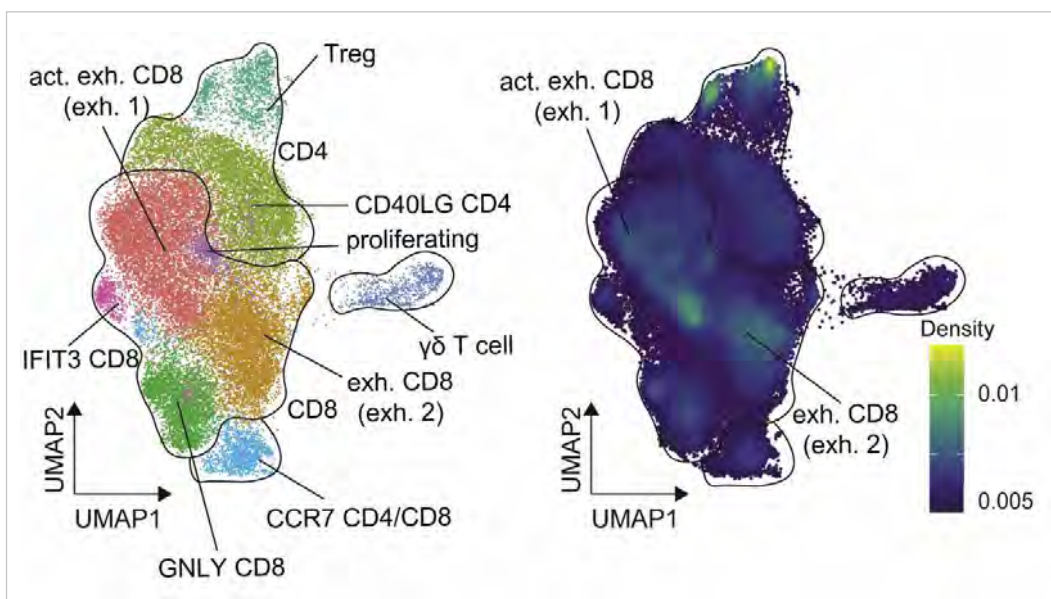 Treg
act. exh. CD8
(exh. 1)
CD4
CD40LG CD4
proliferating
γδ T cell
IFIT3 CD8
exh. CD8
(exh. 2)
CD8
UMAP2
UMAP1
CCR7 CD4/CD8
GNLY CD8
act. exh. CD8
(exh. 1)
Density
0.01
0.005
exh. CD8
(exh. 2)
UMAP2
UMAP1